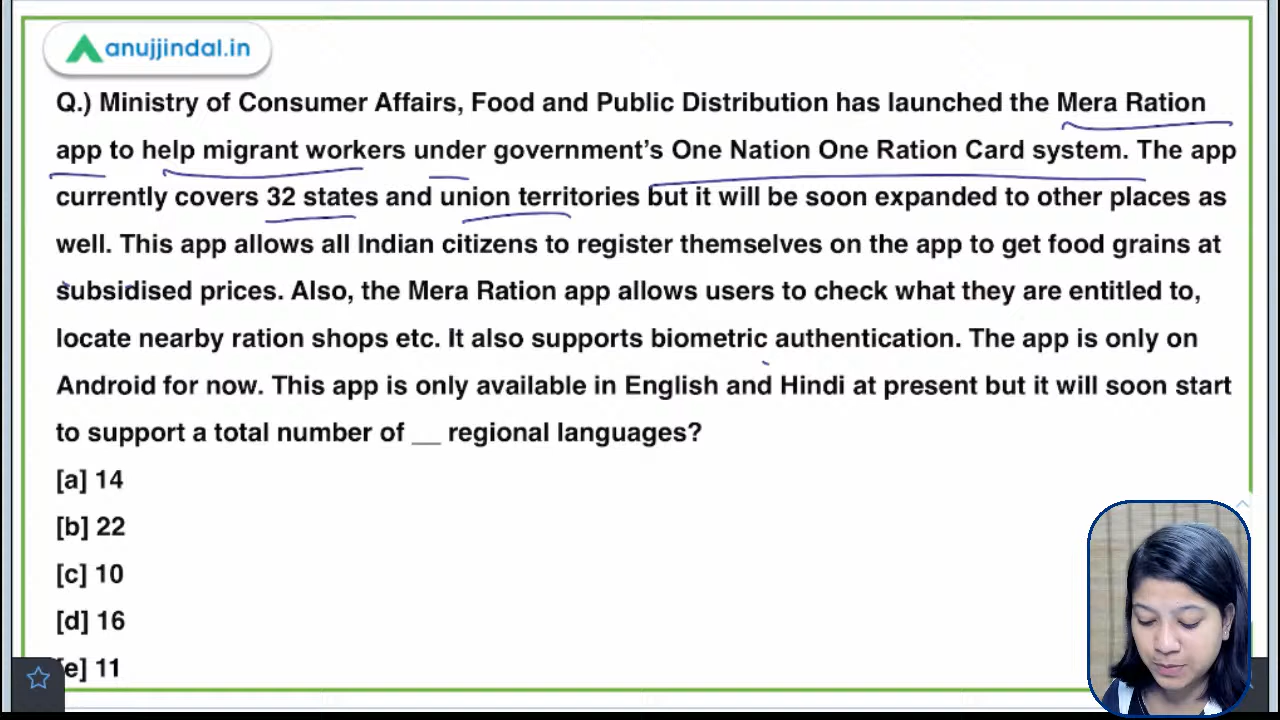 anujjindal.in
Q.) Ministry of Consumer Affairs, Food and Public Distribution has launched the Mera Ration
app to help migrant workers under government's One Nation One Ration Card system. The app
currently covers 32 states and union territories but it will be soon expanded to other places as
well. This app allows all Indian citizens to register themselves on the app to get food grains at
subsidised prices. Also, the Mera Ration app allows users to check what they are entitled to,
locate nearby ration shops etc. It also supports biometric authentication. The app is only on
Android for now. This app is only available in English and Hindi at present but it will soon start
to support a total number of __ regional languages?
[a] 14
[b] 22
[c] 10
[d] 16
[e] 11